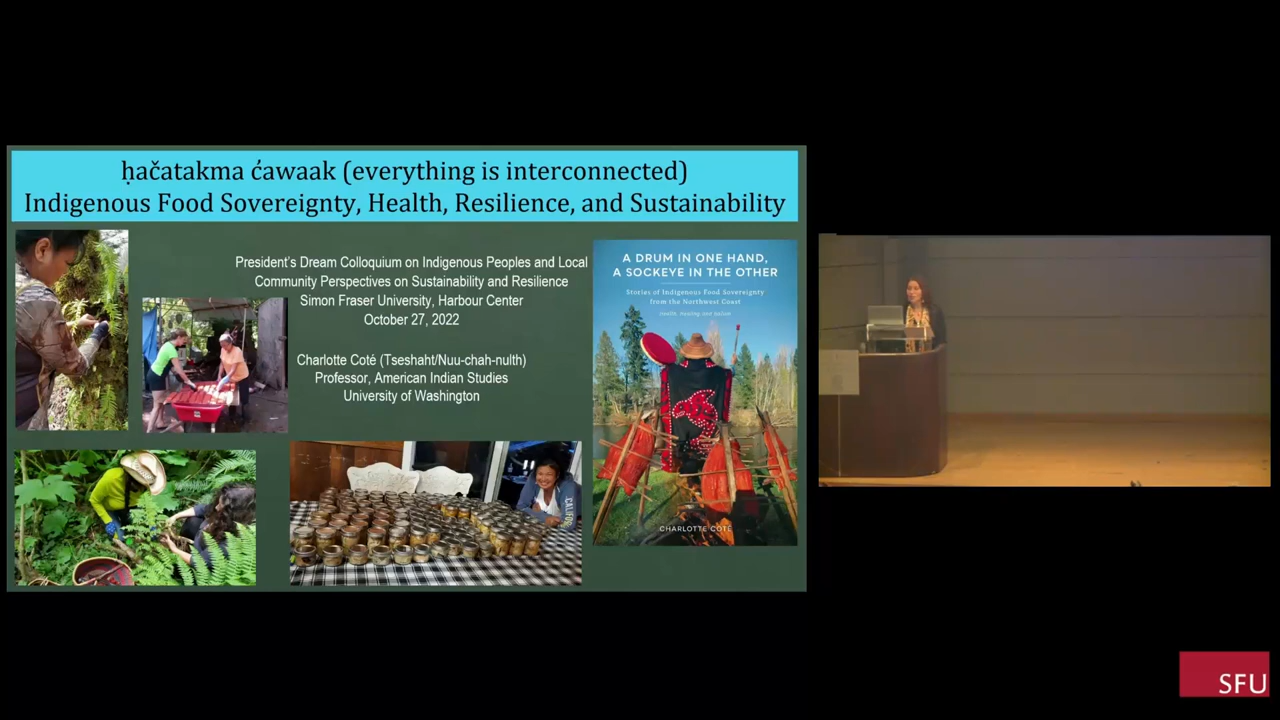 ḥačatakma c̓awaak (everything is interconnected)
Indigenous Food Sovereignty, Health, Resilience, and Sustainability
President's Dream Colloquium on Indigenous Peoples and Local
Community Perspectives on Sustainability and Resilience
Simon Fraser University, Harbour Center
October 27, 2022
Charlotte Coté (Tseshaht/Nuu-chah-nulth)
Professor, American Indian Studies
University of Washington
A DRUM IN ONE HAND,
A SOCKEYE IN THE OTHER
Stories of Indigenous Food Sovereignty
from the Northwest Coast
CHARLOTTE COTÉ
SFU